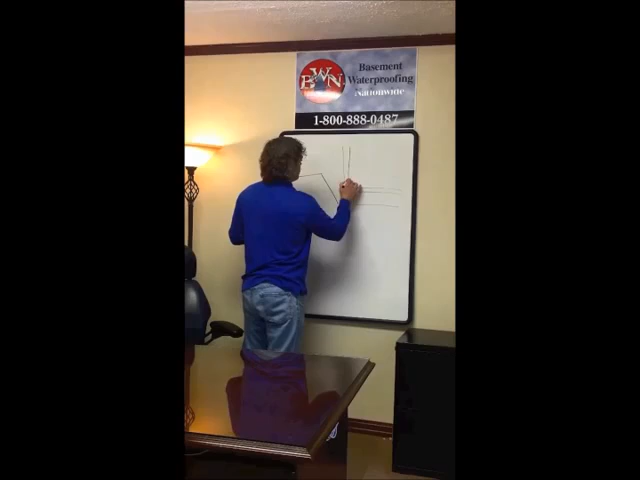 BWN
Basement
Waterproofing
Nationwide
1-800-888-0487